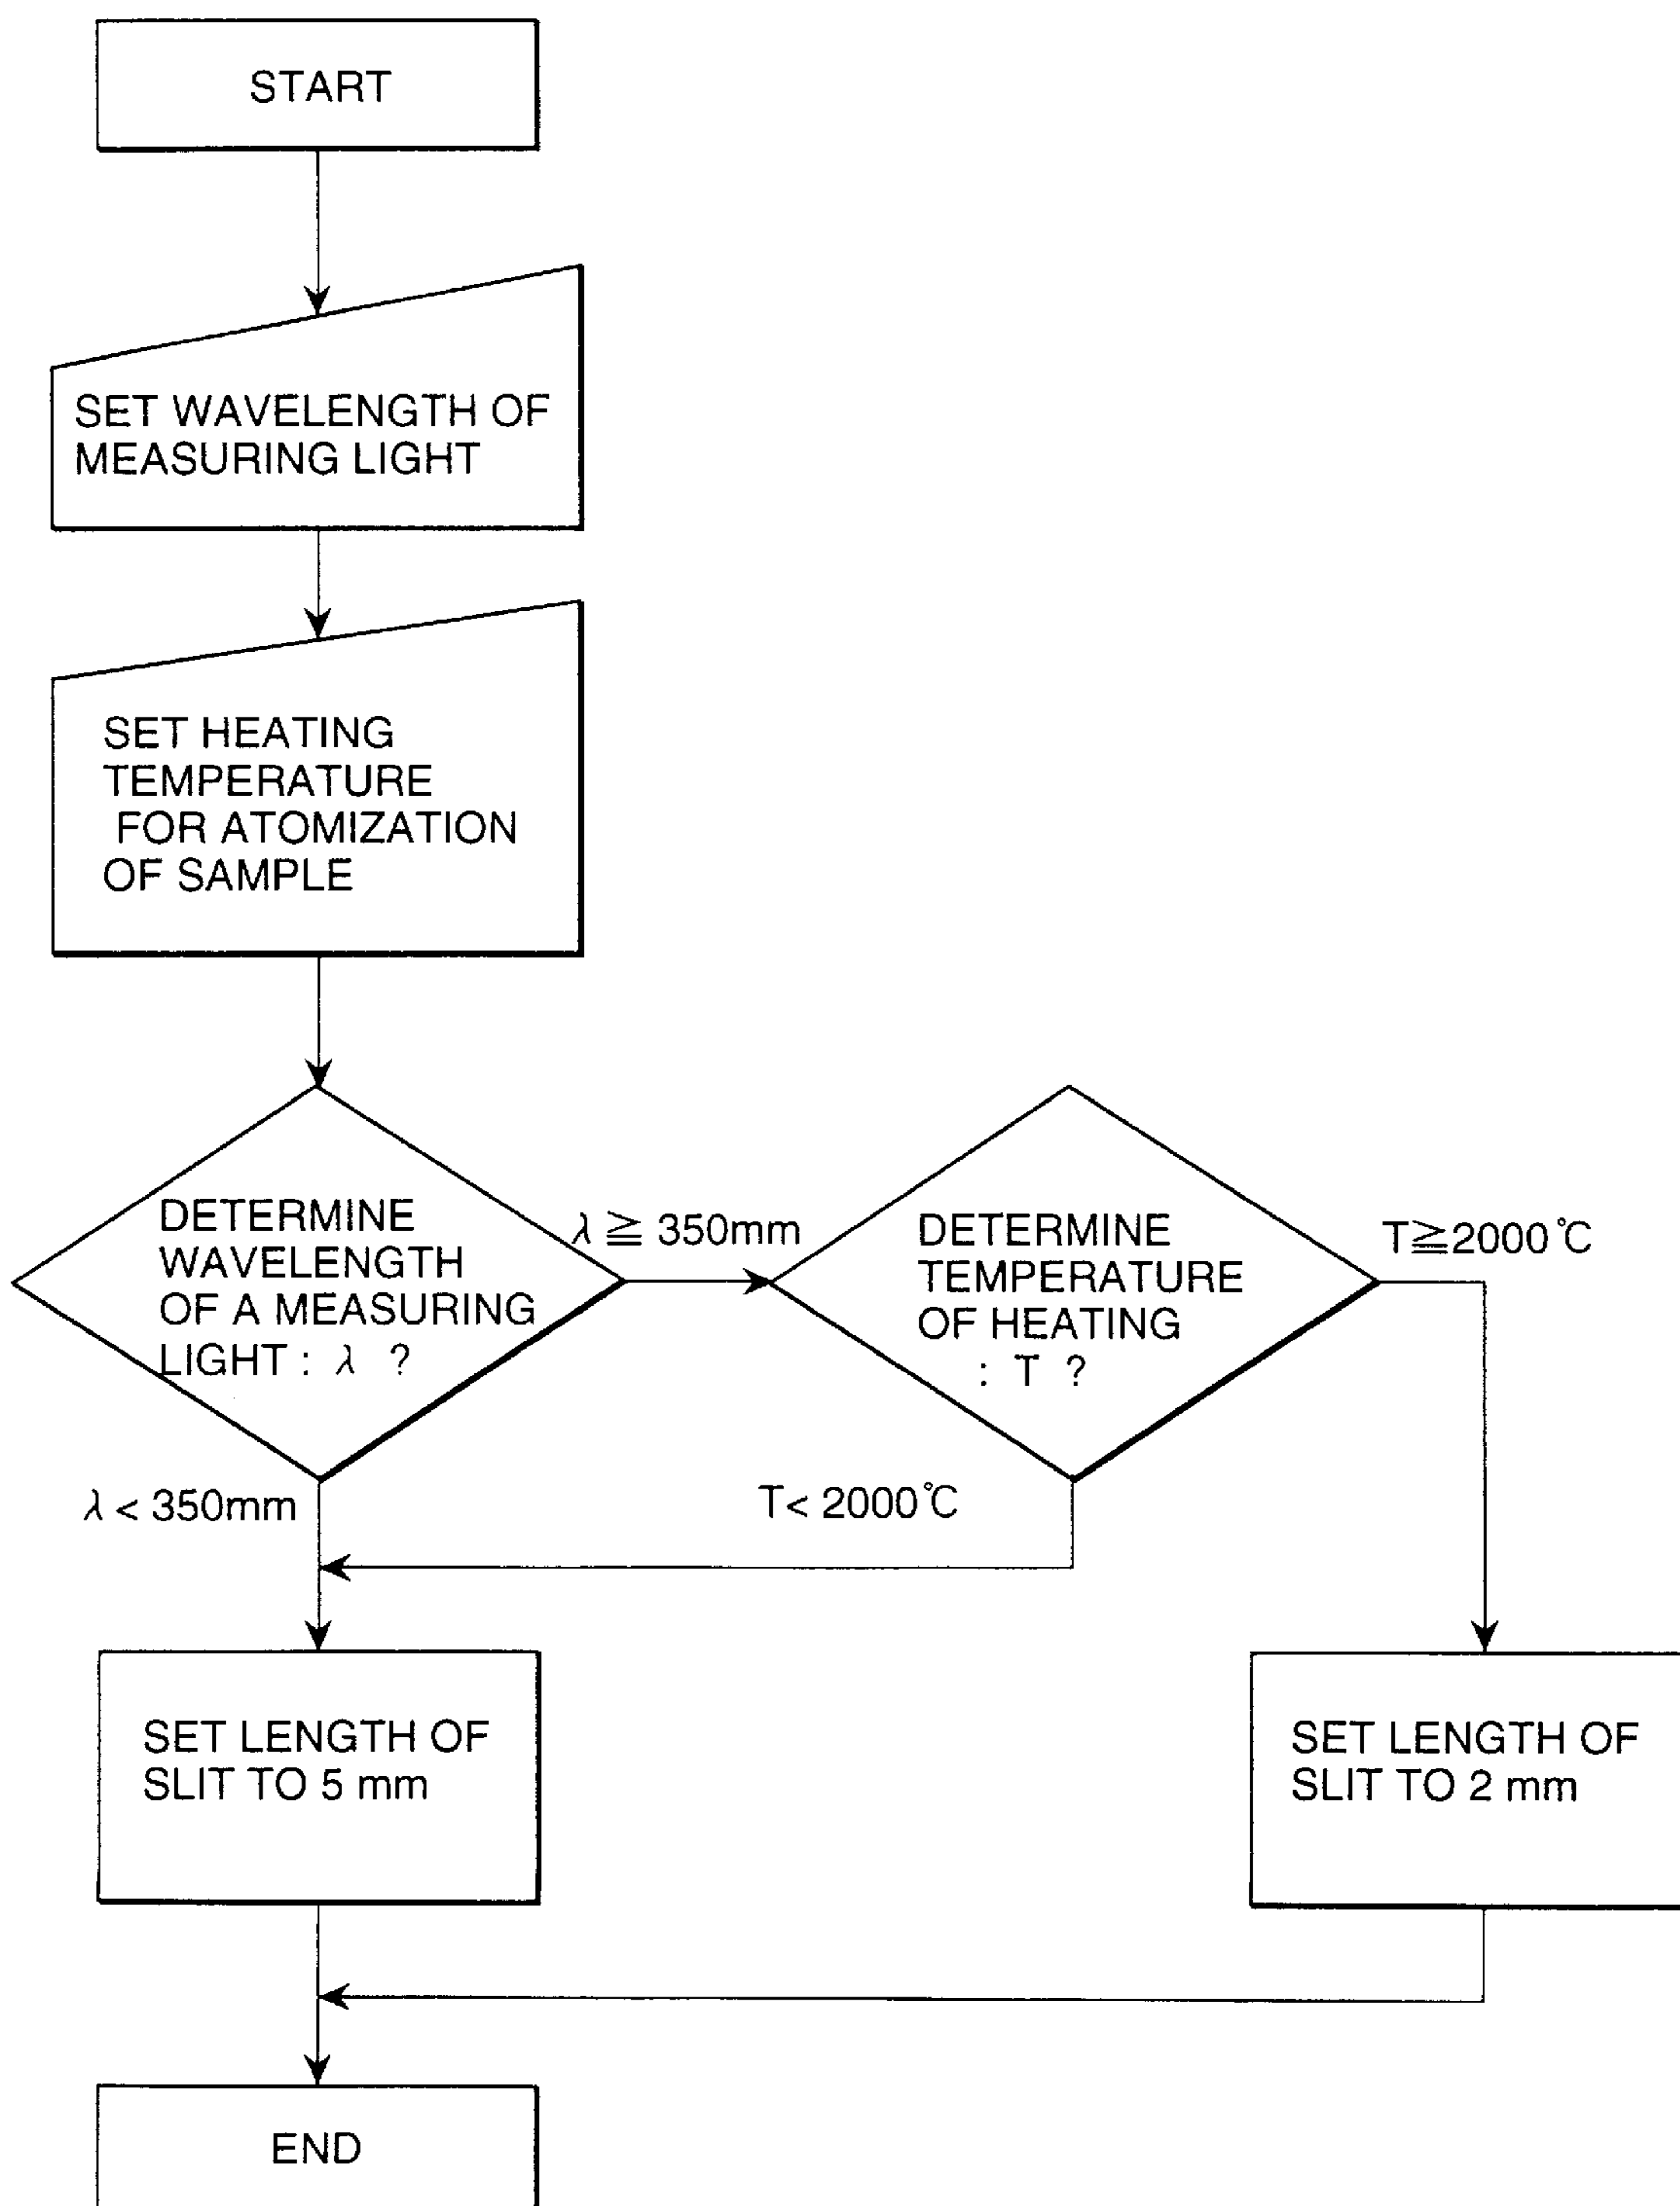 START
SET WAVELENGTH OF
MEASURING LIGHT
SET HEATING
TEMPERATURE
FOR ATOMIZATION
OF SAMPLE
DETERMINE
WAVELENGTH
OF A MEASURING
LIGHT : λ ?
λ ≧ 350mm
DETERMINE
TEMPERATURE
OF HEATING
: T ?
T≧2000℃
λ < 350mm
T< 2000℃
SET LENGTH OF
SLIT TO 5 mm
SET LENGTH OF
SLIT TO 2 mm
END